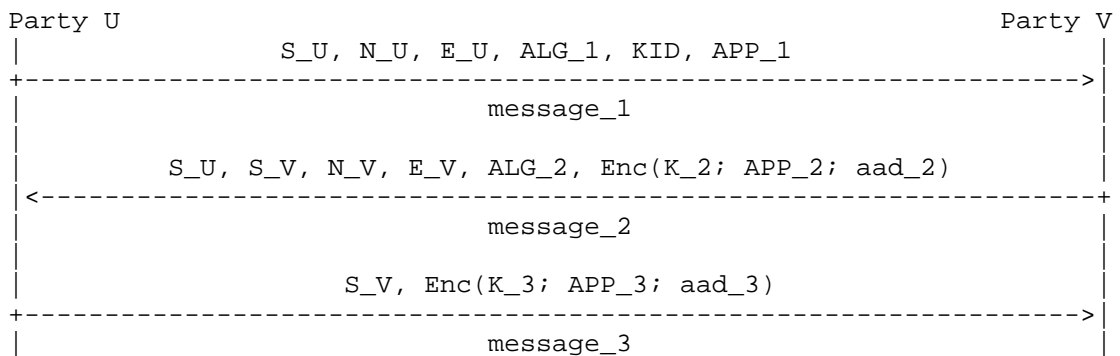 Party U                                                     Party V
|                S_U, N_U, E_U, ALG_1, KID, APP_1                |
+--------------------------------------------------------------->|
|                           message_1                            |
|                                                                |
|        S_U, S_V, N_V, E_V, ALG_2, Enc(K_2; APP_2; aad_2)       |
|<---------------------------------------------------------------+
|                           message_2                            |
|                                                                |
|                  S_V, Enc(K_3; APP_3; aad_3)                   |
+--------------------------------------------------------------->|
|                           message_3                            |